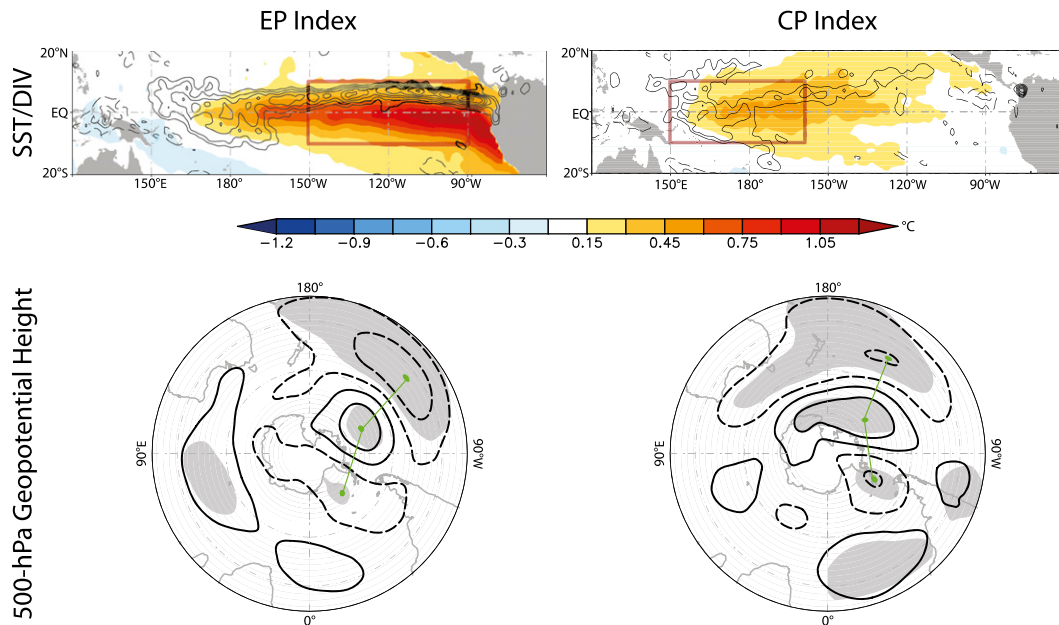 EP Index
CP Index
SST/DIV
20°N
EQ
20°S
150°E 180° 150°W 120°W 90°W
20°N
EQ
20°S
150°E 180° 150°W 120°W 90°W
−1.2 −0.9 −0.6 −0.3 0.15 0.45 0.75 1.05 °C
500-hPa Geopotential Height
180°
90°E
90°W
0°
180°
90°E
90°W
0°